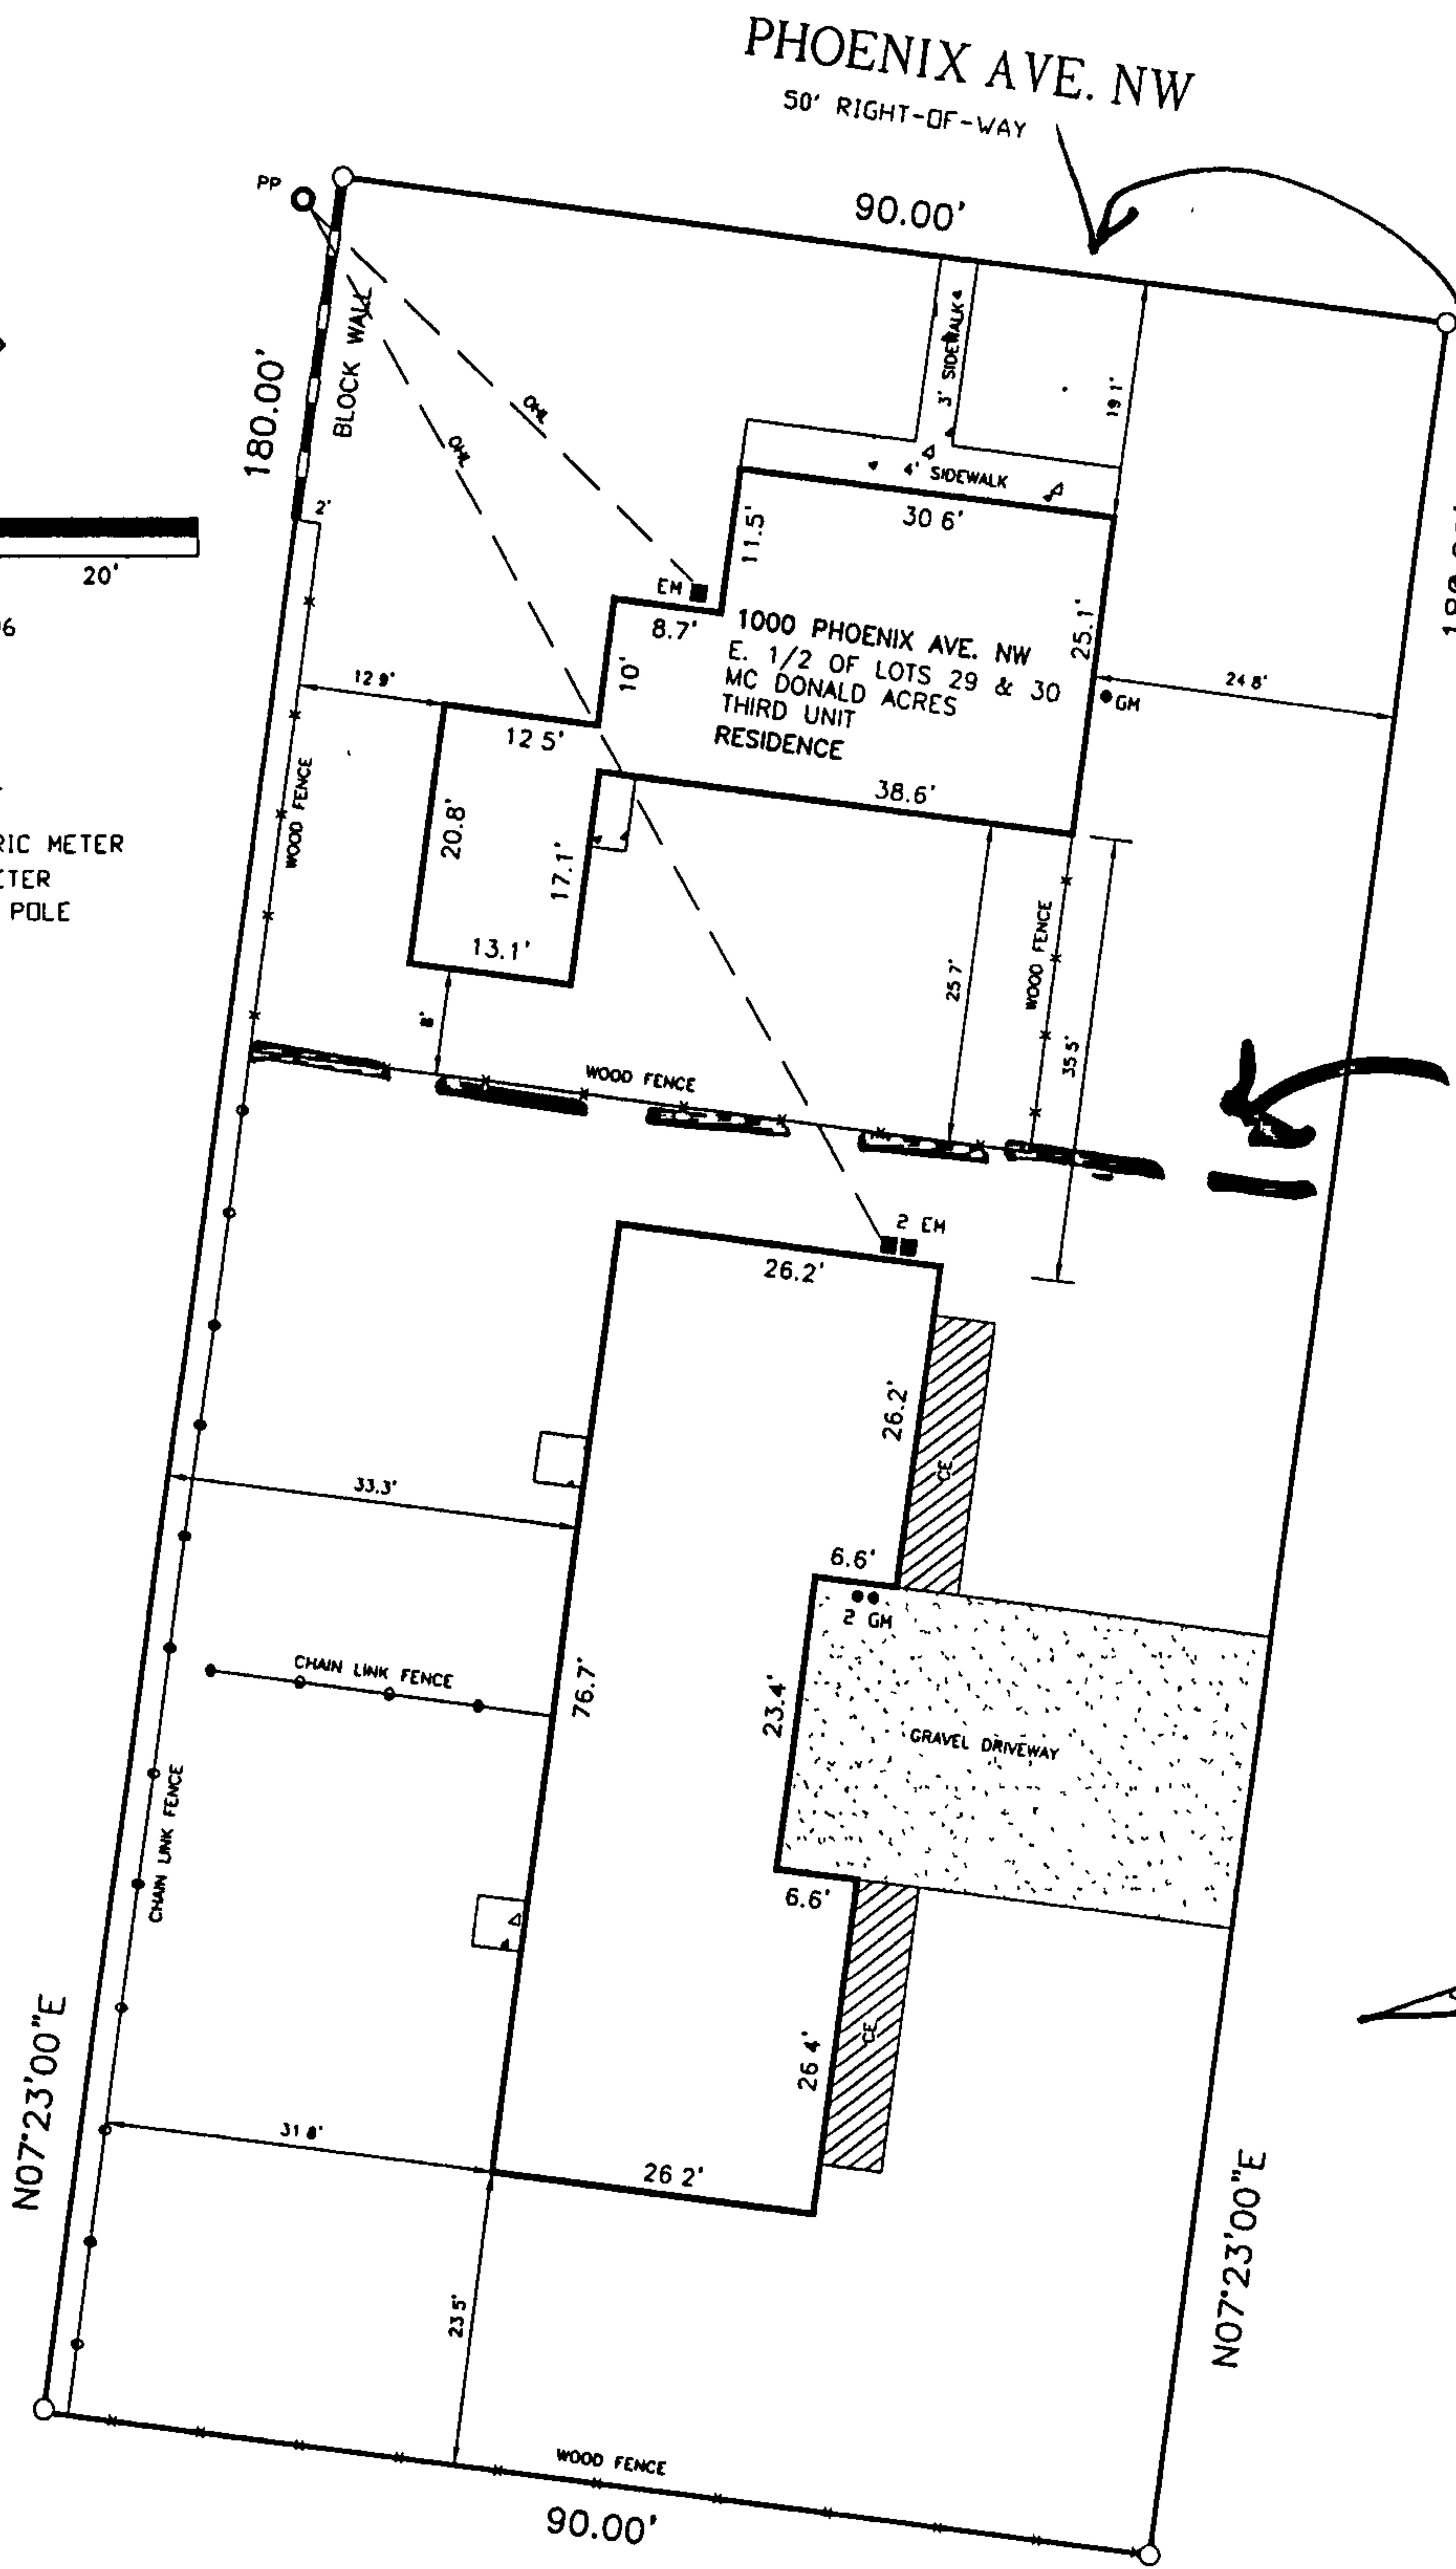 PHOENIX AVE. NW
50' RIGHT-OF-WAY
PP
90.00'
180.00'
BLOCK WALL
3' SIDEWALK
19 1'
OHL
OHL
4' SIDEWALK
30 6'
2'
11.5'
20'
EM
8.7'
25.1'
1000 PHOENIX AVE. NW
E. 1/2 OF LOTS 29 & 30
MC DONALD ACRES
THIRD UNIT
RESIDENCE
10'
12 9'
24 8'
GM
12 5'
WOOD FENCE
38.6'
20.8'
RIC METER
ETER
POLE
17.1'
13.1'
25 7'
WOOD FENCE
8'
35 5'
WOOD FENCE
2 EM
26.2'
26.2'
CE
33.3'
6.6'
2 GM
CHAIN LINK FENCE
76.7'
23.4'
GRAVEL DRIVEWAY
CHAIN LINK FENCE
6.6'
CE
26 4'
N07°23'00"E
31 8'
26 2'
N07°23'00"E
23 5'
WOOD FENCE
90.00'